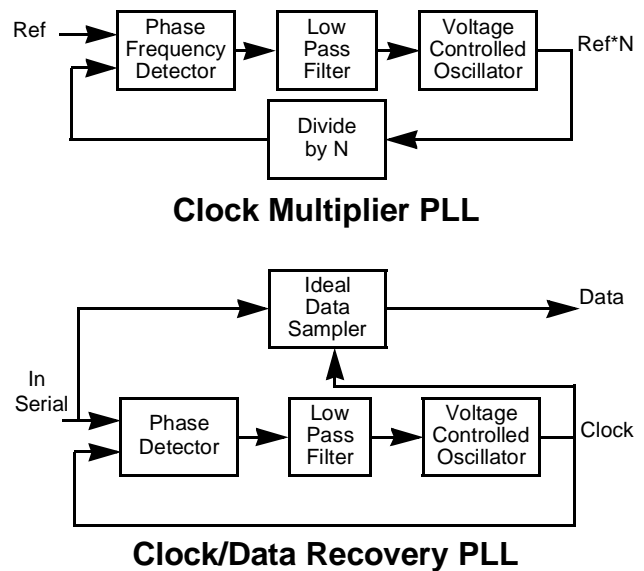 Ref
Phase
Frequency
Detector
Low
Pass
Filter
Voltage
Controlled
Oscillator
Ref*N
Divide
by N
Clock Multiplier PLL
Ideal
Data
Sampler
Data
In
Serial
Phase
Detector
Low
Pass
Filter
Voltage
Controlled
Oscillator
Clock
Clock/Data Recovery PLL